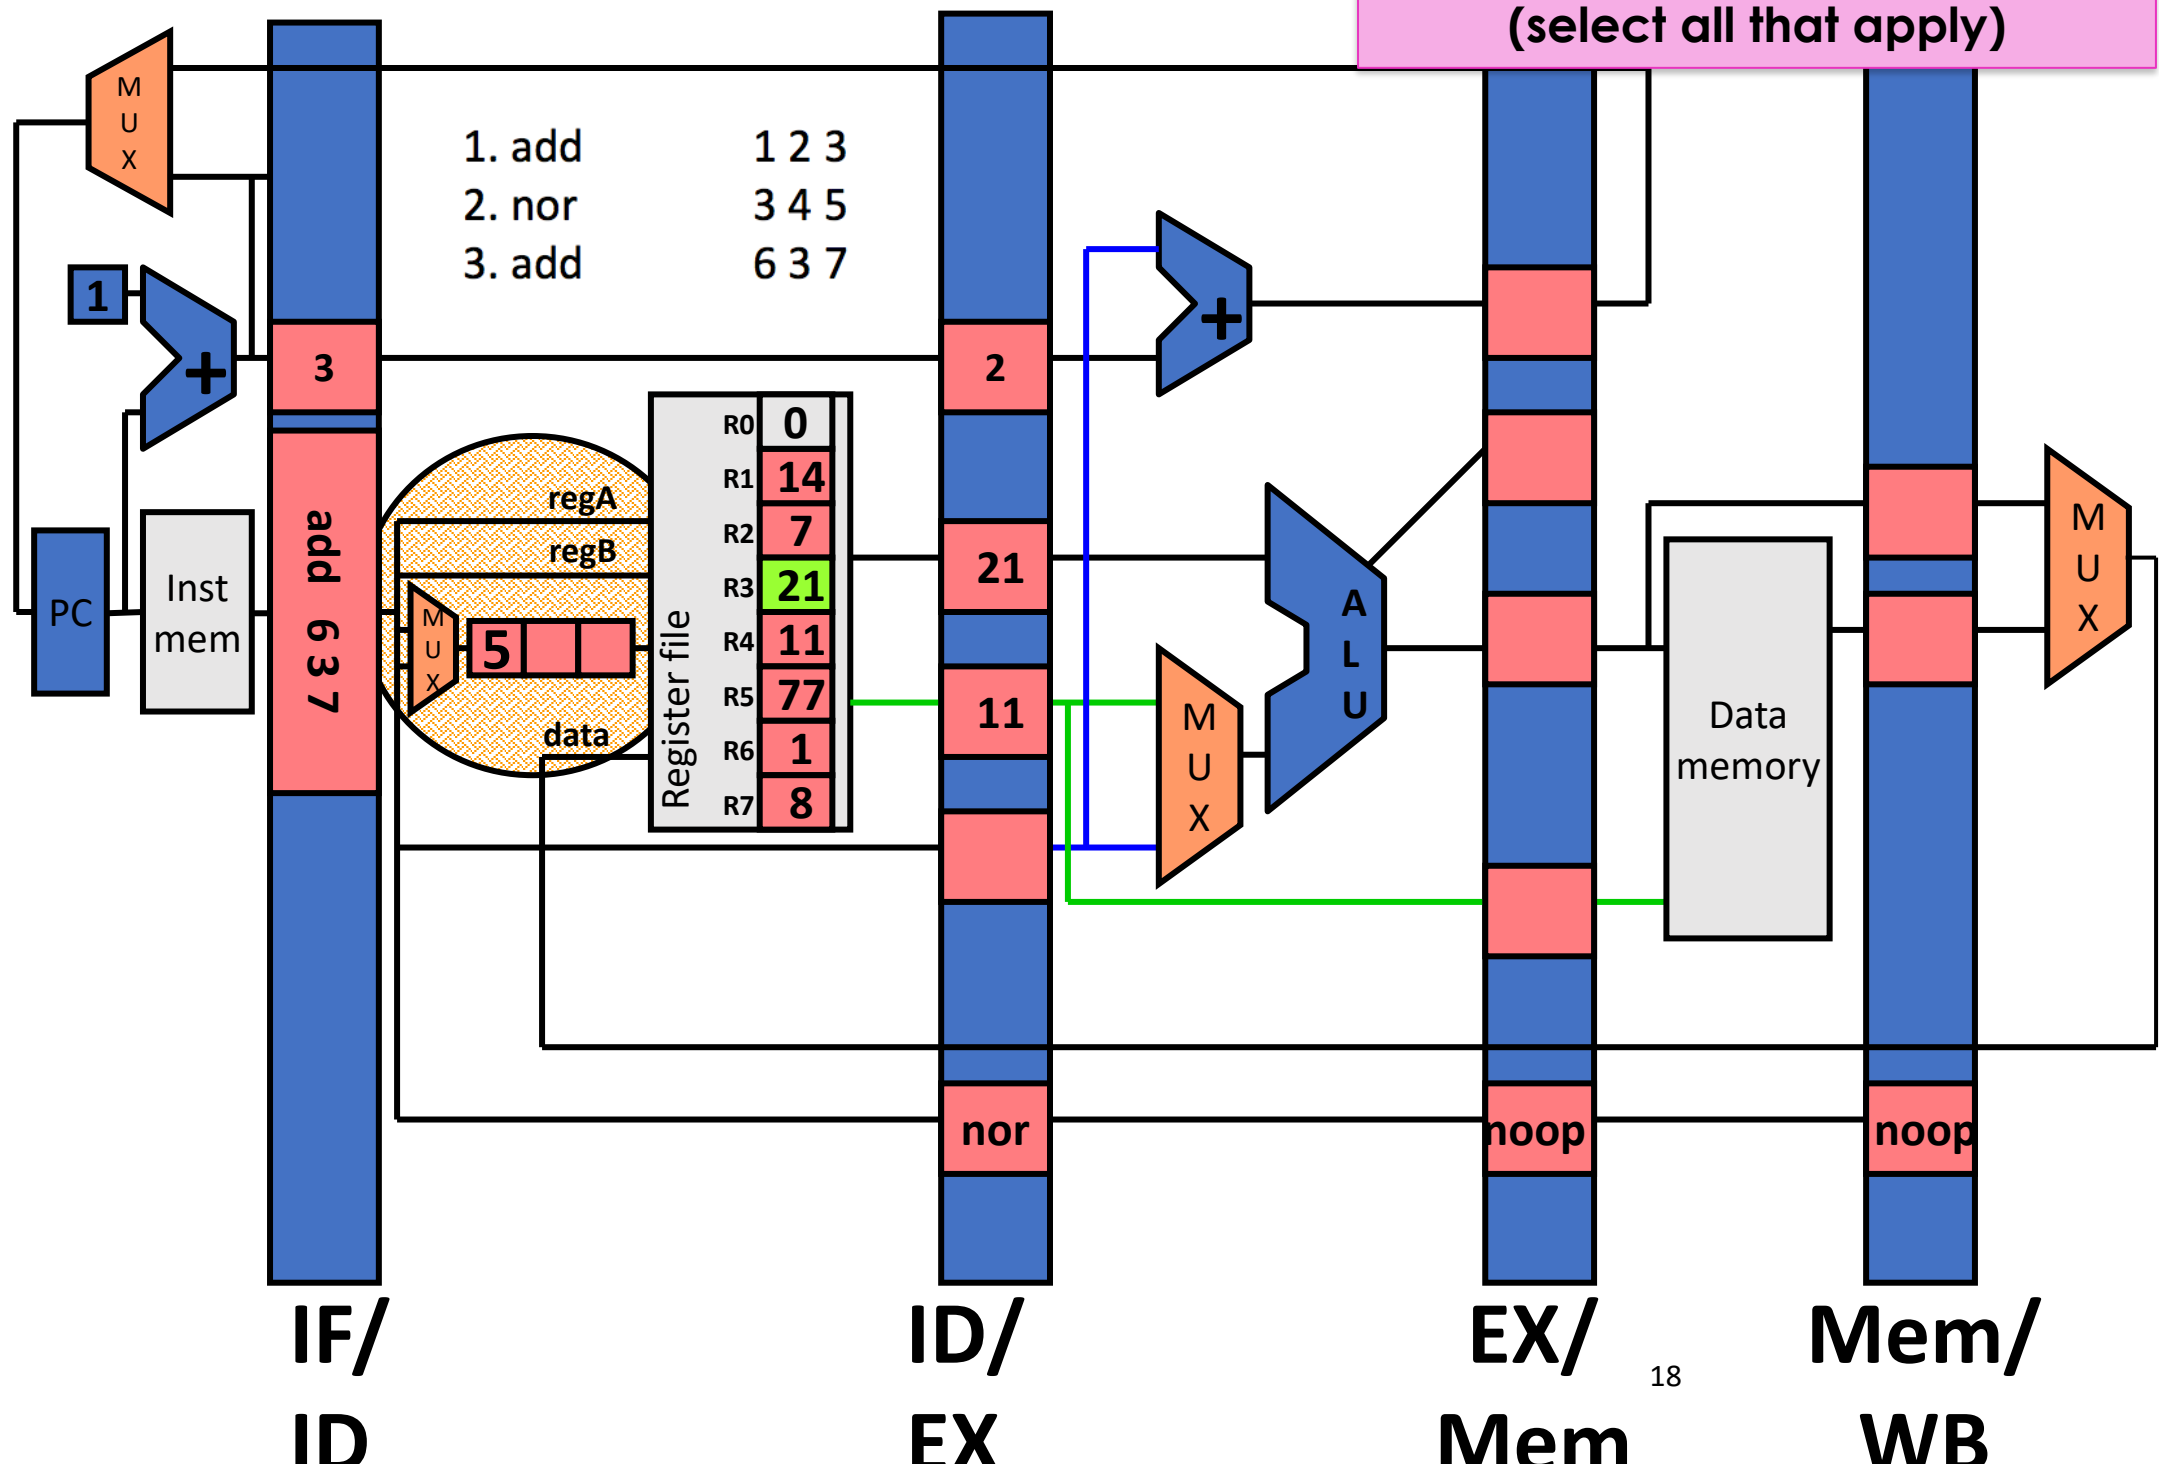 (select all that apply)
M
U
X
1. add 1 2 3
2. nor 3 4 5
3. add 6 3 7
1
+
3
2
+
PC
Inst
mem
add 6 3 7
regA
regB
M
U
X
5
data
Register file
R0 0
R1 14
R2 7
R3 21
R4 11
R5 77
R6 1
R7 8
21
11
M
U
X
A
L
U
Data
memory
M
U
X
nor
noop
noop
IF/
ID
ID/
EX
EX/
Mem
18
Mem/
WB